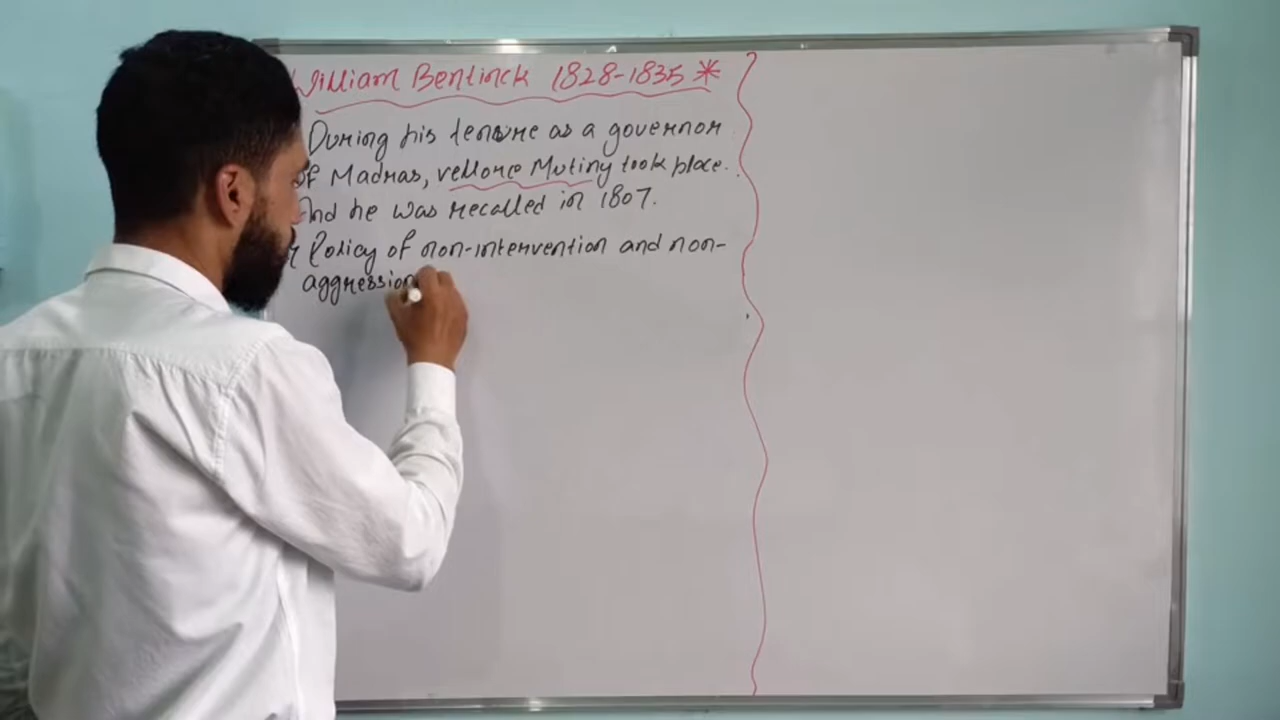 William Bentinck 1828-1835 *
During his tenure as a governor
of Madras, vellore Mutiny took place.
And he was recalled in 1807.
Policy of non-intervention and non-
aggression